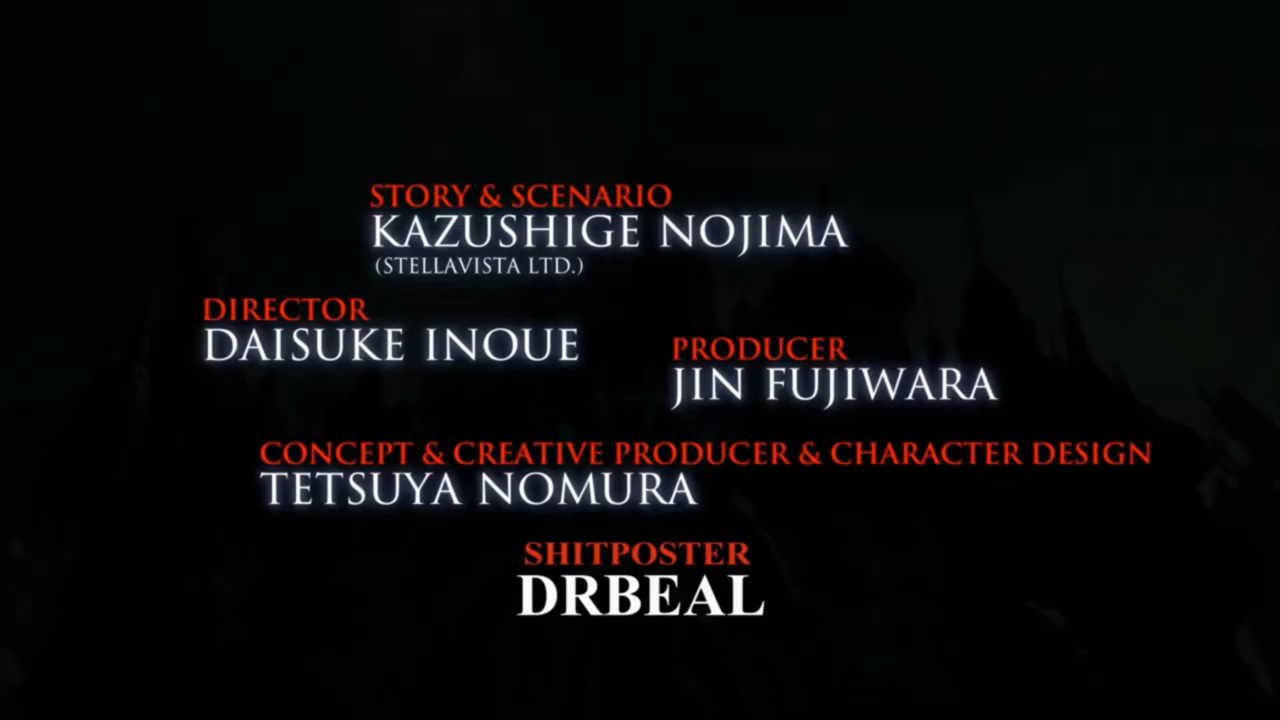 STORY & SCENARIO
KAZUSHIGE NOJIMA
(STELLAVISTA LTD.)
DIRECTOR
DAISUKE INOUE
PRODUCER
JIN FUJIWARA
CONCEPT & CREATIVE PRODUCER & CHARACTER DESIGN
TETSUYA NOMURA
SHITPOSTER
DRBEAL